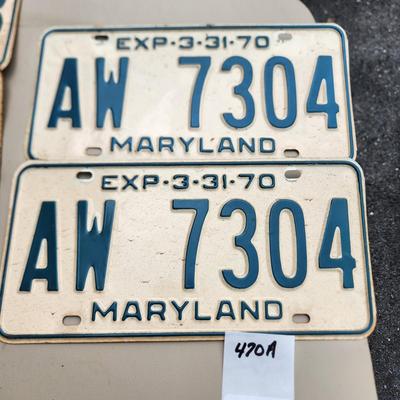 EXP-3-31-70
AW 7304
MARYLAND
EXP-3-31-70
AW 7304
MARYLAND
470A